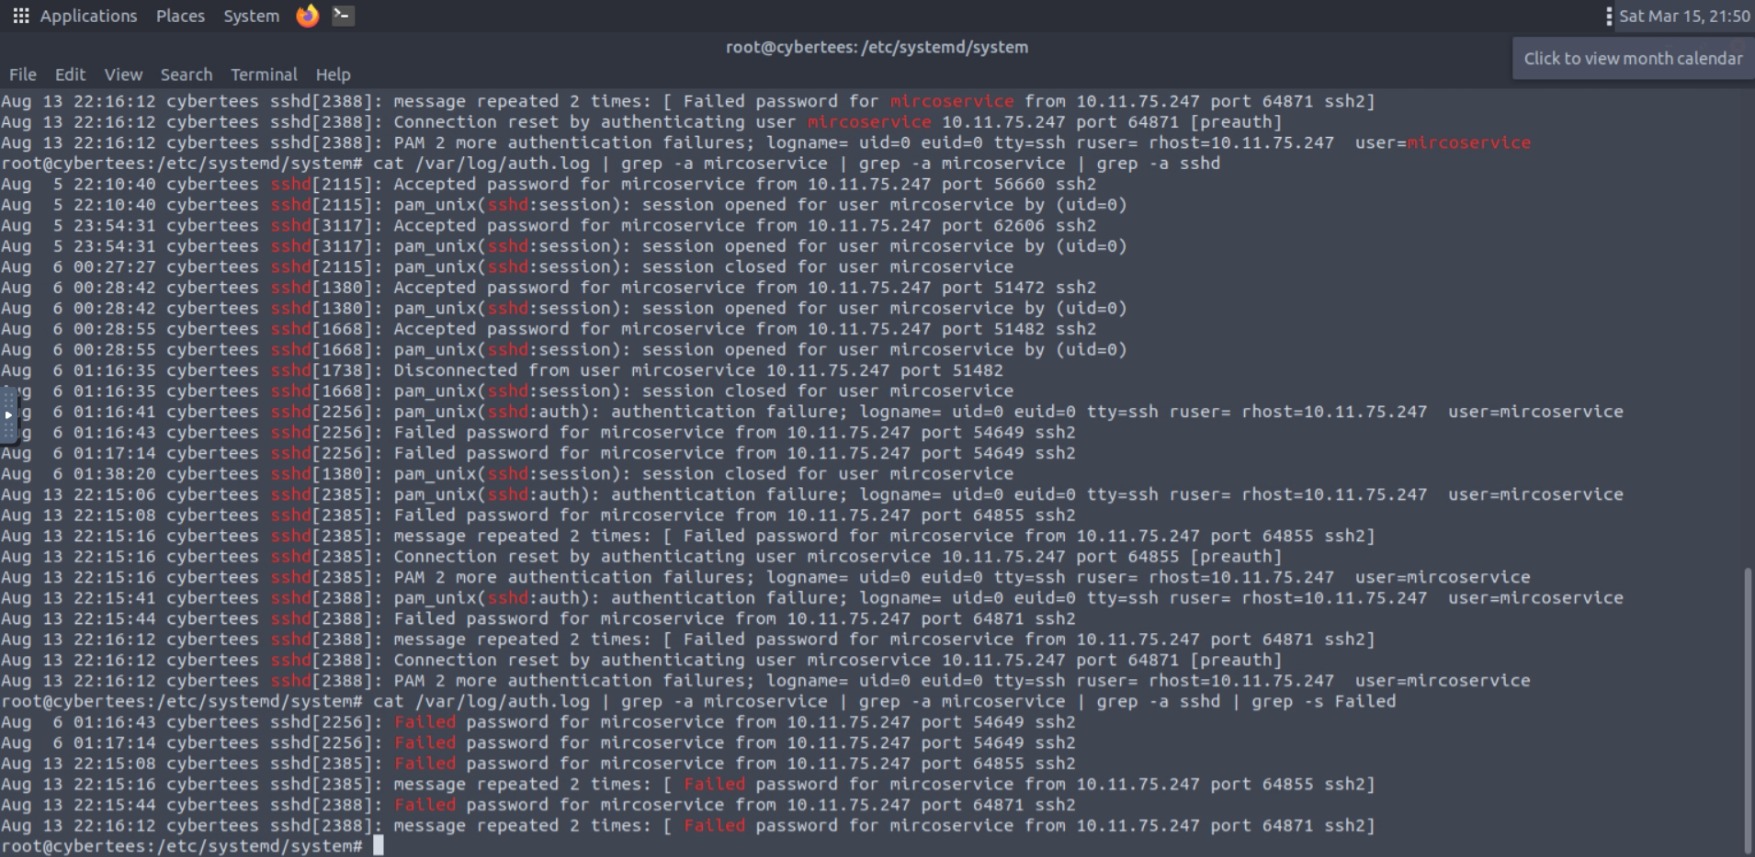 Applications Places System
Sat Mar 15, 21:50
root@cybertees: /etc/systemd/system
Click to view month calendar
File Edit View Search Terminal Help
Aug 13 22:16:12 cybertees sshd[2388]: message repeated 2 times: [ Failed password for mircoservice from 10.11.75.247 port 64871 ssh2]
Aug 13 22:16:12 cybertees sshd[2388]: Connection reset by authenticating user mircoservice 10.11.75.247 port 64871 [preauth]
Aug 13 22:16:12 cybertees sshd[2388]: PAM 2 more authentication failures; logname= uid=0 euid=0 tty=ssh ruser= rhost=10.11.75.247  user=mircoservice
root@cybertees:/etc/systemd/system# cat /var/log/auth.log | grep -a mircoservice | grep -a mircoservice | grep -a sshd
Aug  5 22:10:40 cybertees sshd[2115]: Accepted password for mircoservice from 10.11.75.247 port 56660 ssh2
Aug  5 22:10:40 cybertees sshd[2115]: pam_unix(sshd:session): session opened for user mircoservice by (uid=0)
Aug  5 23:54:31 cybertees sshd[3117]: Accepted password for mircoservice from 10.11.75.247 port 62606 ssh2
Aug  5 23:54:31 cybertees sshd[3117]: pam_unix(sshd:session): session opened for user mircoservice by (uid=0)
Aug  6 00:27:27 cybertees sshd[2115]: pam_unix(sshd:session): session closed for user mircoservice
Aug  6 00:28:42 cybertees sshd[1380]: Accepted password for mircoservice from 10.11.75.247 port 51472 ssh2
Aug  6 00:28:42 cybertees sshd[1380]: pam_unix(sshd:session): session opened for user mircoservice by (uid=0)
Aug  6 00:28:55 cybertees sshd[1668]: Accepted password for mircoservice from 10.11.75.247 port 51482 ssh2
Aug  6 00:28:55 cybertees sshd[1668]: pam_unix(sshd:session): session opened for user mircoservice by (uid=0)
Aug  6 01:16:35 cybertees sshd[1738]: Disconnected from user mircoservice 10.11.75.247 port 51482
g  6 01:16:35 cybertees sshd[1668]: pam_unix(sshd:session): session closed for user mircoservice
g  6 01:16:41 cybertees sshd[2256]: pam_unix(sshd:auth): authentication failure; logname= uid=0 euid=0 tty=ssh ruser= rhost=10.11.75.247  user=mircoservice
g  6 01:16:43 cybertees sshd[2256]: Failed password for mircoservice from 10.11.75.247 port 54649 ssh2
Aug  6 01:17:14 cybertees sshd[2256]: Failed password for mircoservice from 10.11.75.247 port 54649 ssh2
Aug  6 01:38:20 cybertees sshd[1380]: pam_unix(sshd:session): session closed for user mircoservice
Aug 13 22:15:06 cybertees sshd[2385]: pam_unix(sshd:auth): authentication failure; logname= uid=0 euid=0 tty=ssh ruser= rhost=10.11.75.247  user=mircoservice
Aug 13 22:15:08 cybertees sshd[2385]: Failed password for mircoservice from 10.11.75.247 port 64855 ssh2
Aug 13 22:15:16 cybertees sshd[2385]: message repeated 2 times: [ Failed password for mircoservice from 10.11.75.247 port 64855 ssh2]
Aug 13 22:15:16 cybertees sshd[2385]: Connection reset by authenticating user mircoservice 10.11.75.247 port 64855 [preauth]
Aug 13 22:15:16 cybertees sshd[2385]: PAM 2 more authentication failures; logname= uid=0 euid=0 tty=ssh ruser= rhost=10.11.75.247  user=mircoservice
Aug 13 22:15:41 cybertees sshd[2388]: pam_unix(sshd:auth): authentication failure; logname= uid=0 euid=0 tty=ssh ruser= rhost=10.11.75.247  user=mircoservice
Aug 13 22:15:44 cybertees sshd[2388]: Failed password for mircoservice from 10.11.75.247 port 64871 ssh2
Aug 13 22:16:12 cybertees sshd[2388]: message repeated 2 times: [ Failed password for mircoservice from 10.11.75.247 port 64871 ssh2]
Aug 13 22:16:12 cybertees sshd[2388]: Connection reset by authenticating user mircoservice 10.11.75.247 port 64871 [preauth]
Aug 13 22:16:12 cybertees sshd[2388]: PAM 2 more authentication failures; logname= uid=0 euid=0 tty=ssh ruser= rhost=10.11.75.247  user=mircoservice
root@cybertees:/etc/systemd/system# cat /var/log/auth.log | grep -a mircoservice | grep -a mircoservice | grep -a sshd | grep -s Failed
Aug  6 01:16:43 cybertees sshd[2256]: Failed password for mircoservice from 10.11.75.247 port 54649 ssh2
Aug  6 01:17:14 cybertees sshd[2256]: Failed password for mircoservice from 10.11.75.247 port 54649 ssh2
Aug 13 22:15:08 cybertees sshd[2385]: Failed password for mircoservice from 10.11.75.247 port 64855 ssh2
Aug 13 22:15:16 cybertees sshd[2385]: message repeated 2 times: [ Failed password for mircoservice from 10.11.75.247 port 64855 ssh2]
Aug 13 22:15:44 cybertees sshd[2388]: Failed password for mircoservice from 10.11.75.247 port 64871 ssh2
Aug 13 22:16:12 cybertees sshd[2388]: message repeated 2 times: [ Failed password for mircoservice from 10.11.75.247 port 64871 ssh2]
root@cybertees:/etc/systemd/system#